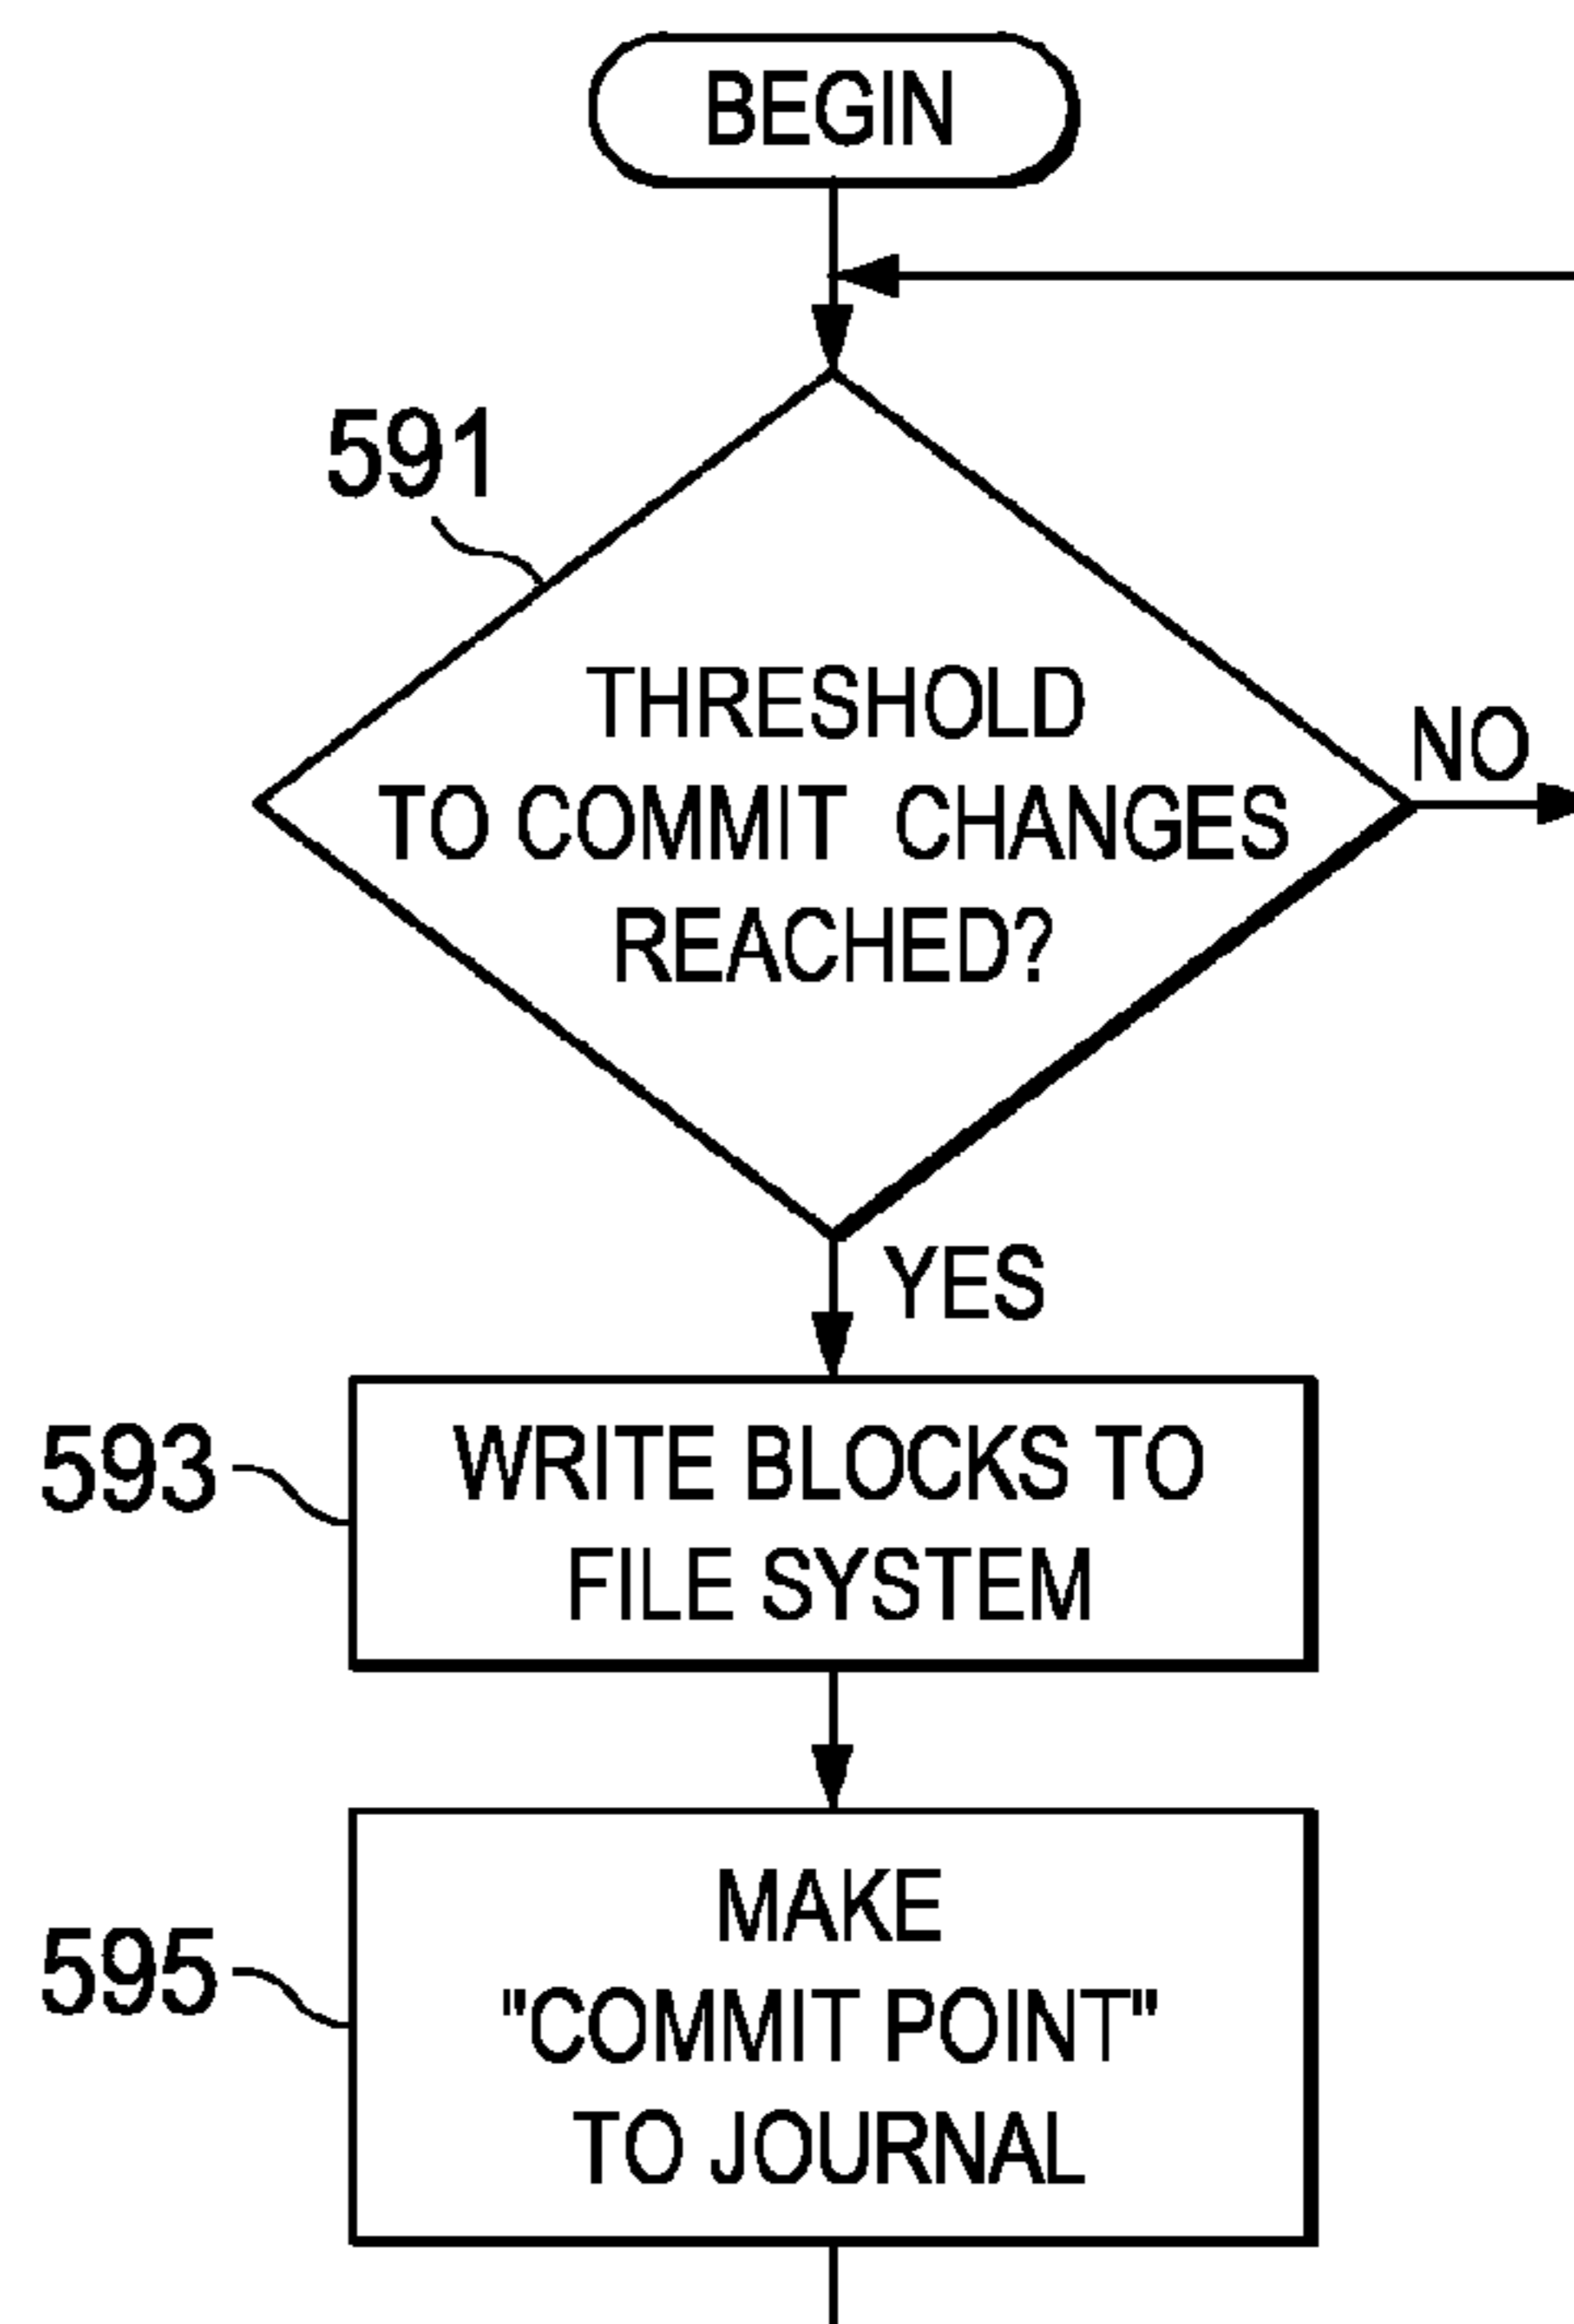 BEGIN
591
THRESHOLD
TO COMMIT CHANGES
REACHED?
NO
YES
593
WRITE BLOCKS TO
FILE SYSTEM
595
MAKE
"COMMIT POINT"
TO JOURNAL